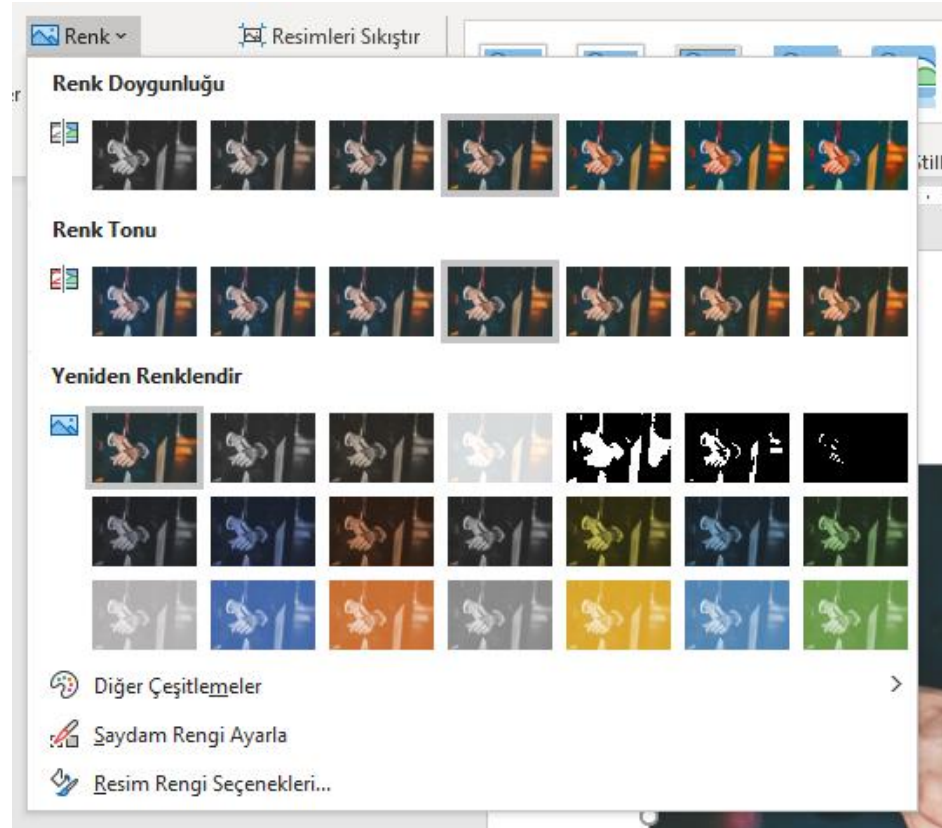 Renk
Resimleri Sıkıştır
Renk Doygunluğu
Renk Tonu
Yeniden Renklendir
Diğer Çeşitlemeler
Saydam Rengi Ayarla
Resim Rengi Seçenekleri...